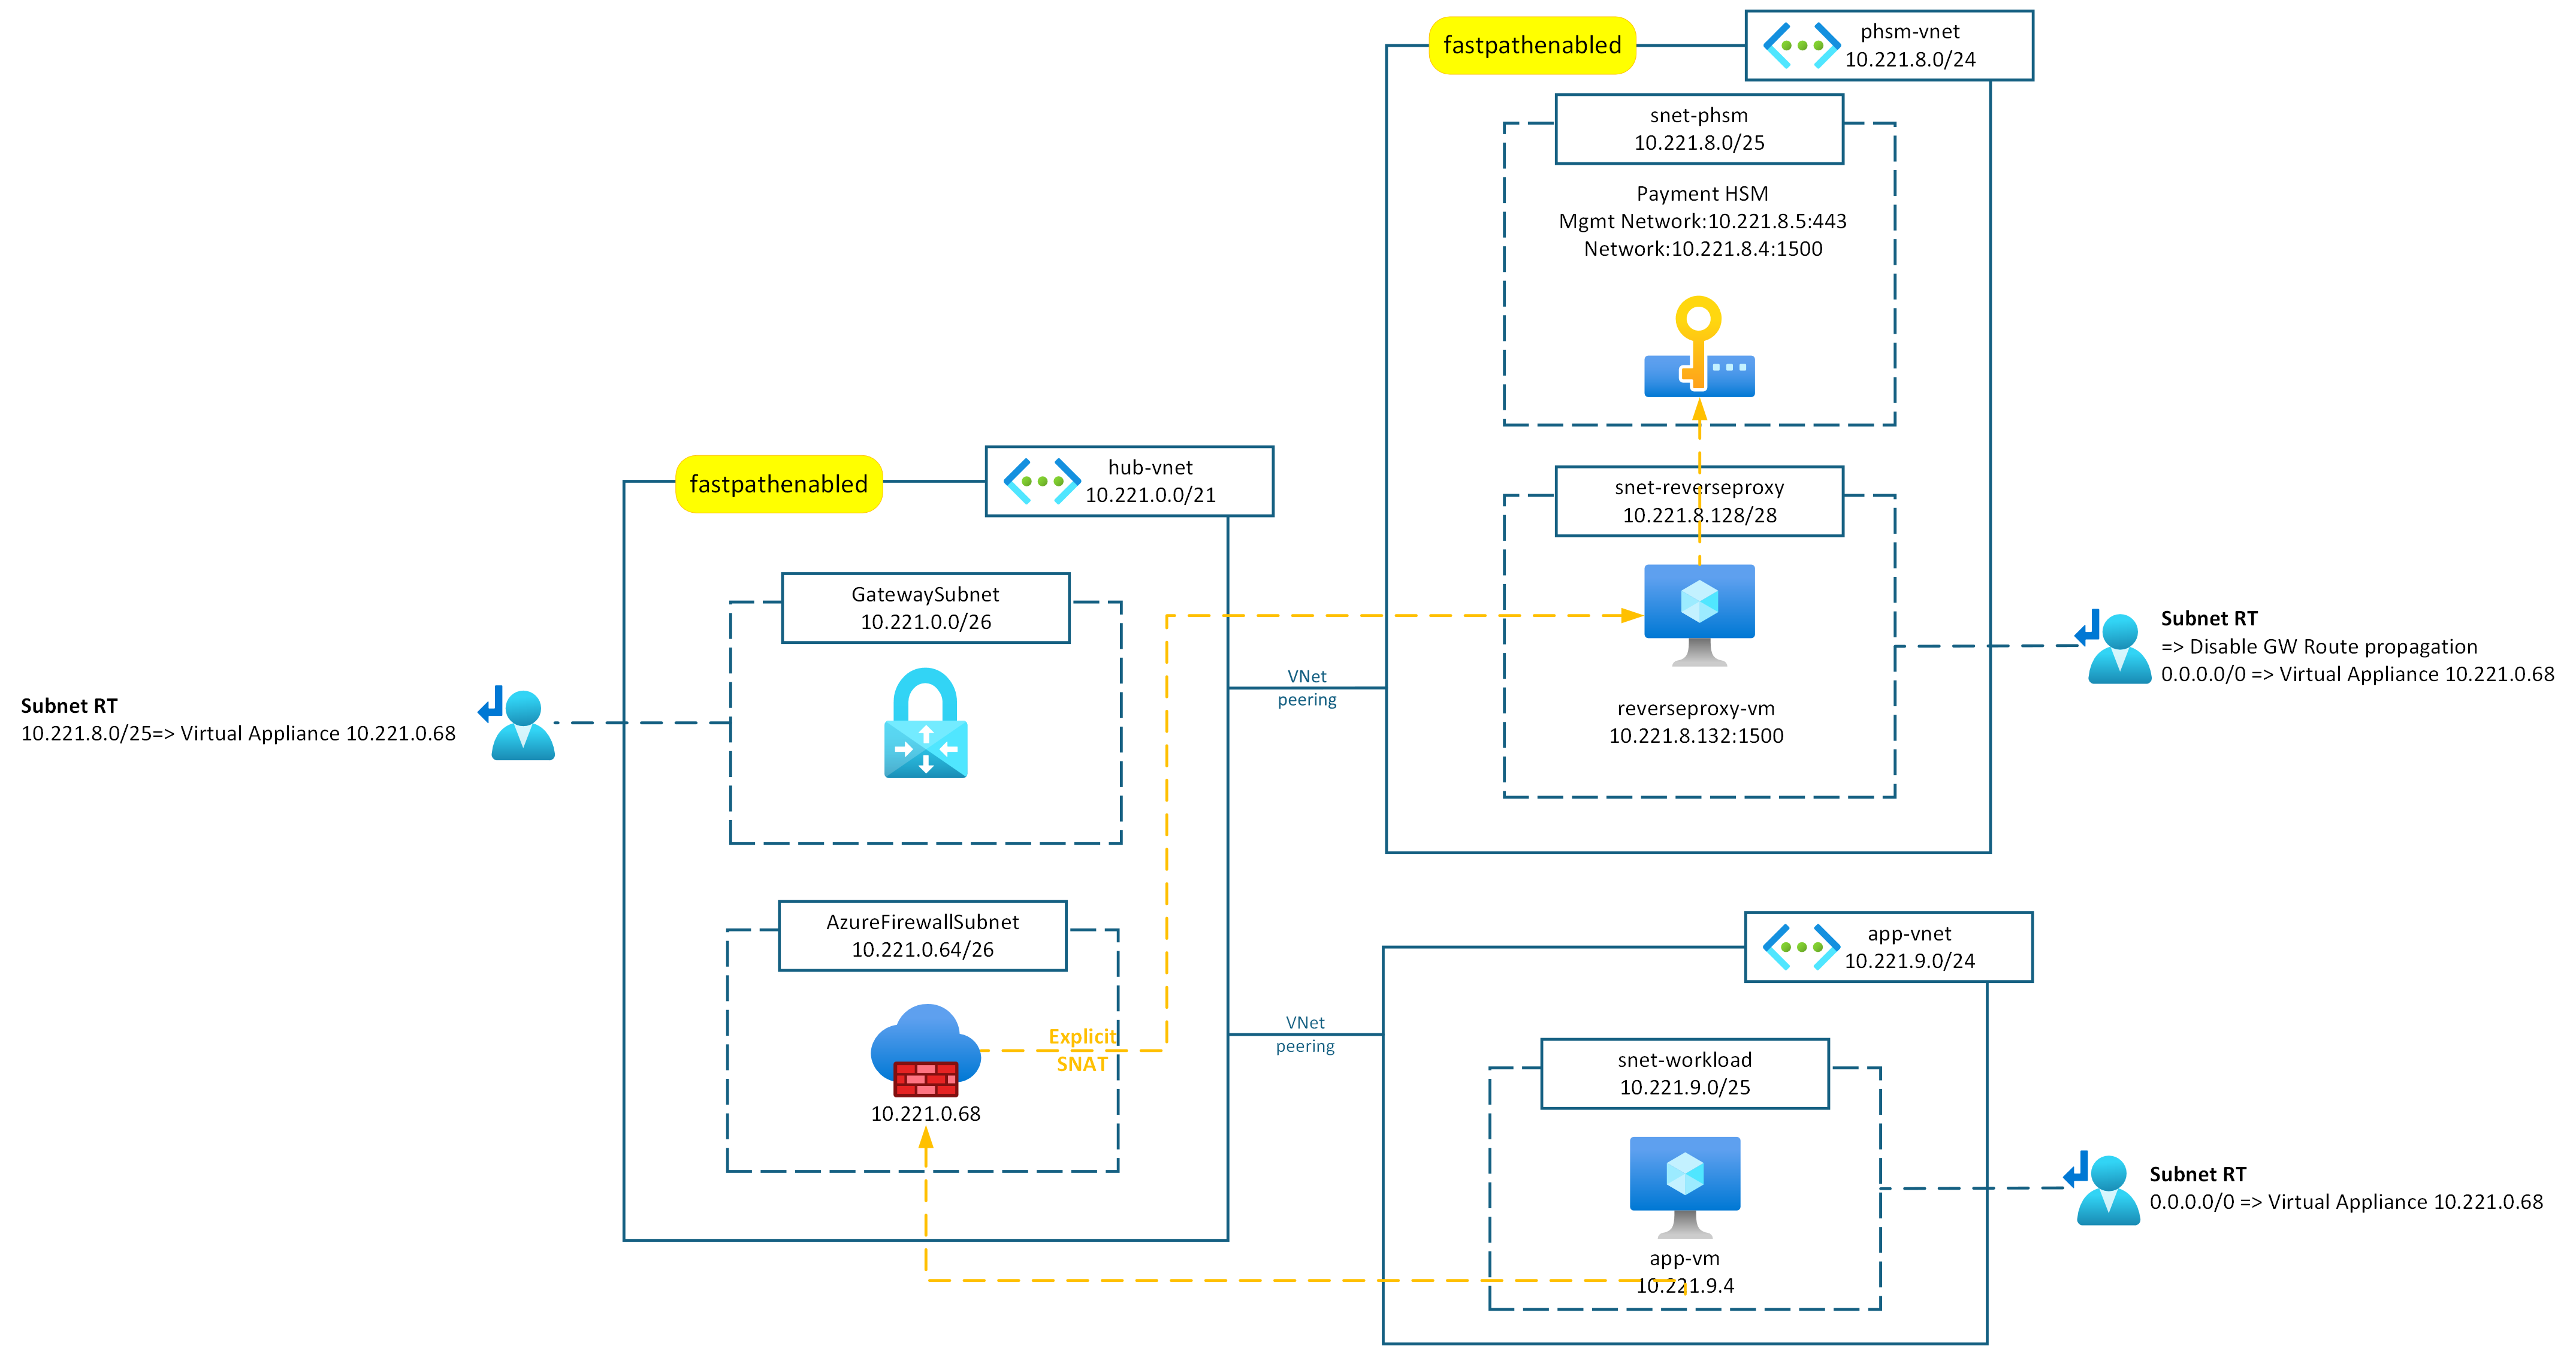 fastpathenabled
phsm-vnet
10.221.8.0/24
snet-phsm
10.221.8.0/25
Payment HSM
Mgmt Network:10.221.8.5:443
Network:10.221.8.4:1500
fastpathenabled
hub-vnet
10.221.0.0/21
snet-reverseproxy
10.221.8.128/28
GatewaySubnet
10.221.0.0/26
Subnet RT
=> Disable GW Route propagation
0.0.0.0/0 => Virtual Appliance 10.221.0.68
VNet
peering
Subnet RT
10.221.8.0/25=> Virtual Appliance 10.221.0.68
reverseproxy-vm
10.221.8.132:1500
AzureFirewallSubnet
10.221.0.64/26
app-vnet
10.221.9.0/24
VNet
peering
Explicit
SNAT
snet-workload
10.221.9.0/25
10.221.0.68
Subnet RT
0.0.0.0/0 => Virtual Appliance 10.221.0.68
app-vm
10.221.9.4